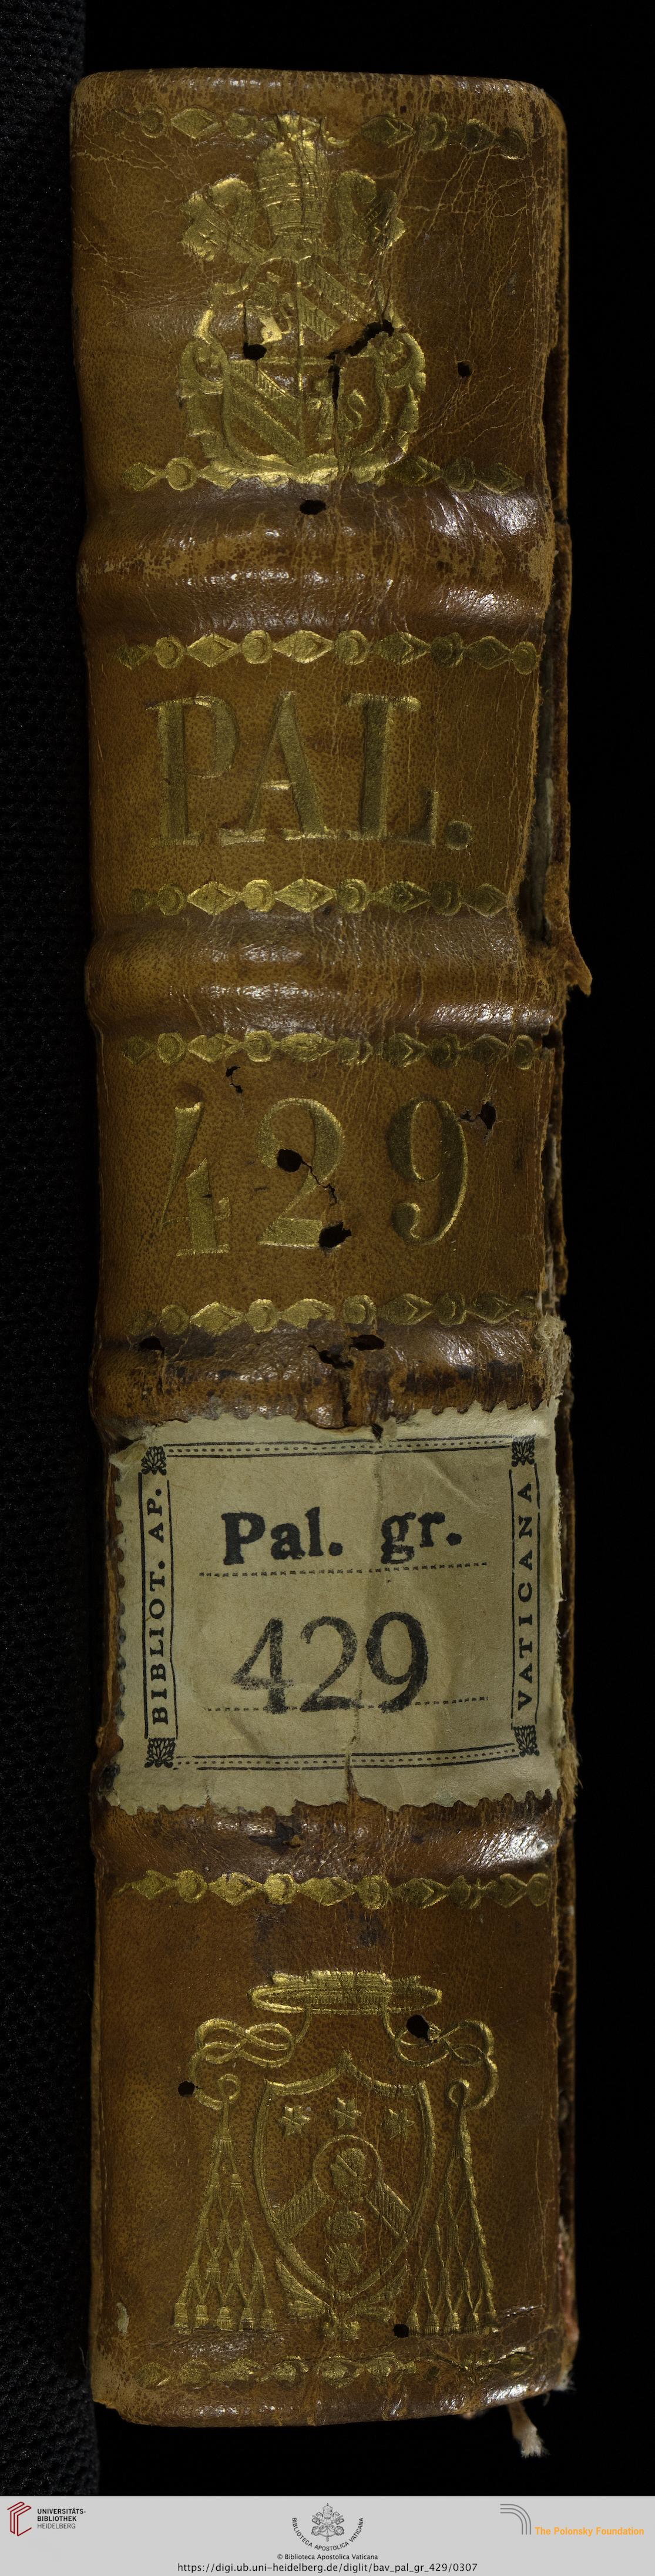 PAL.
429
BIBLIOT. AP.
VATICANA
Pal. gr.
429
UNIVERSITÄTS-
BIBLIOTHEK
HEIDELBERG
BIBLIOTECA APOSTOLICA VATICANA
The Polonsky Foundation
© Biblioteca Apostolica Vaticana
https://digi.ub.uni-heidelberg.de/diglit/bav_pal_gr_429/0307